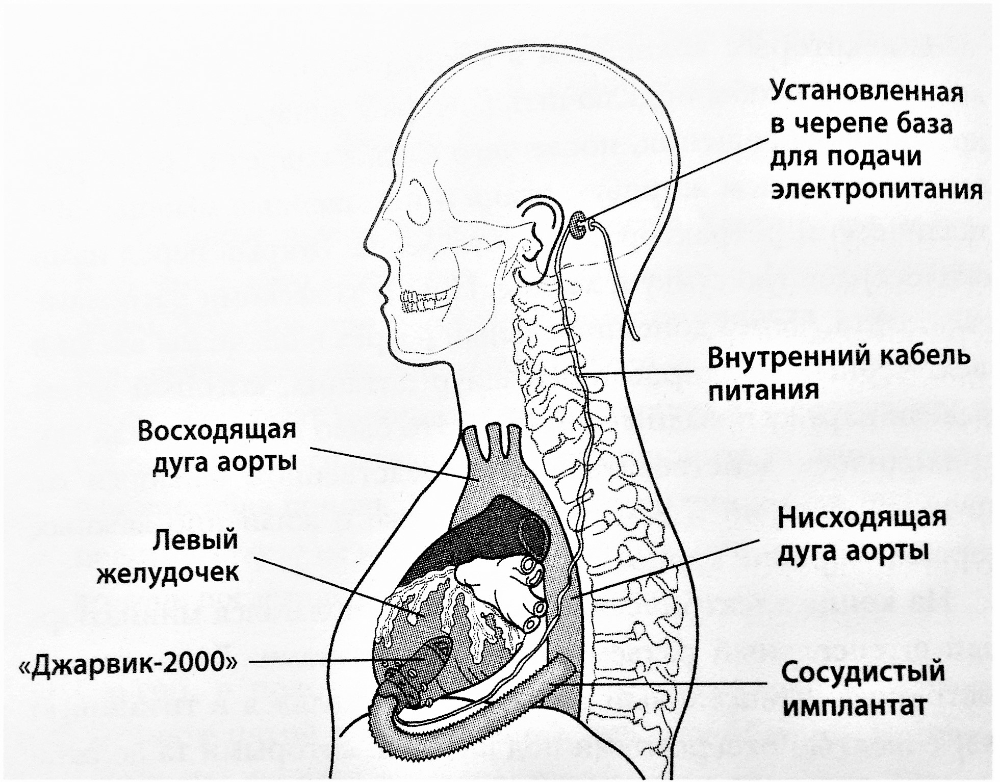 Установленная
в черепе база
для подачи
электропитания
Внутренний кабель
питания
Восходящая
дуга аорты
Левый
желудочек
«Джарвик-2000»
Нисходящая
дуга аорты
Сосудистый
имплантат